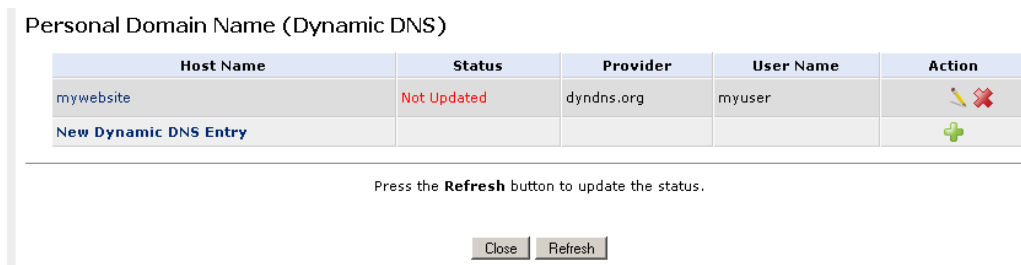 Personal Domain Name (Dynamic DNS)
Host Name Status Provider User Name Action
mywebsite Not Updated dyndns.org myuser
New Dynamic DNS Entry
Press the Refresh button to update the status.
Close Refresh